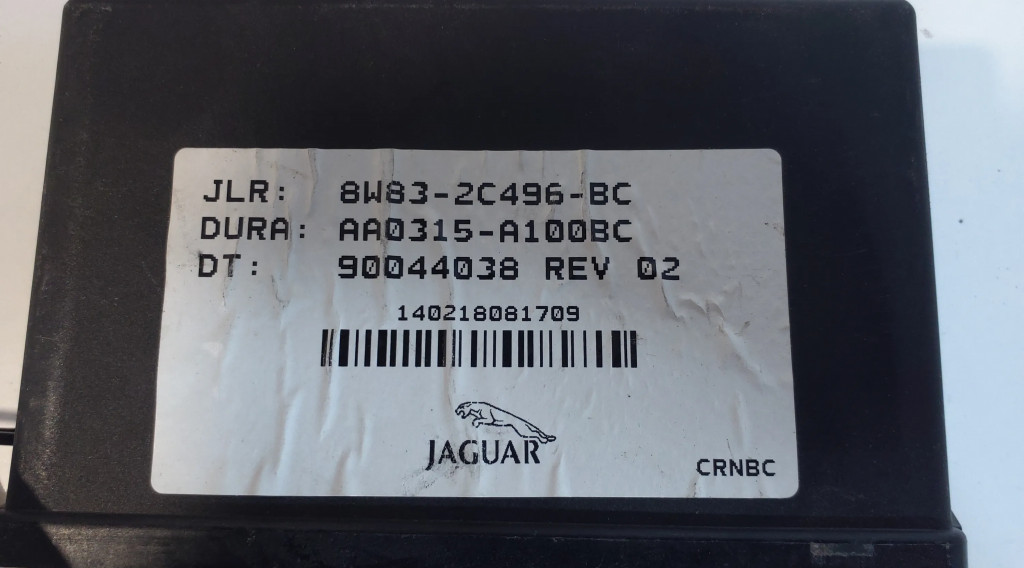 JLR: 8W83-2C496-BC
DURA: AA0315-A100BC
DT: 90044038 REV 02
140218081709
JAGUAR
CRNBC